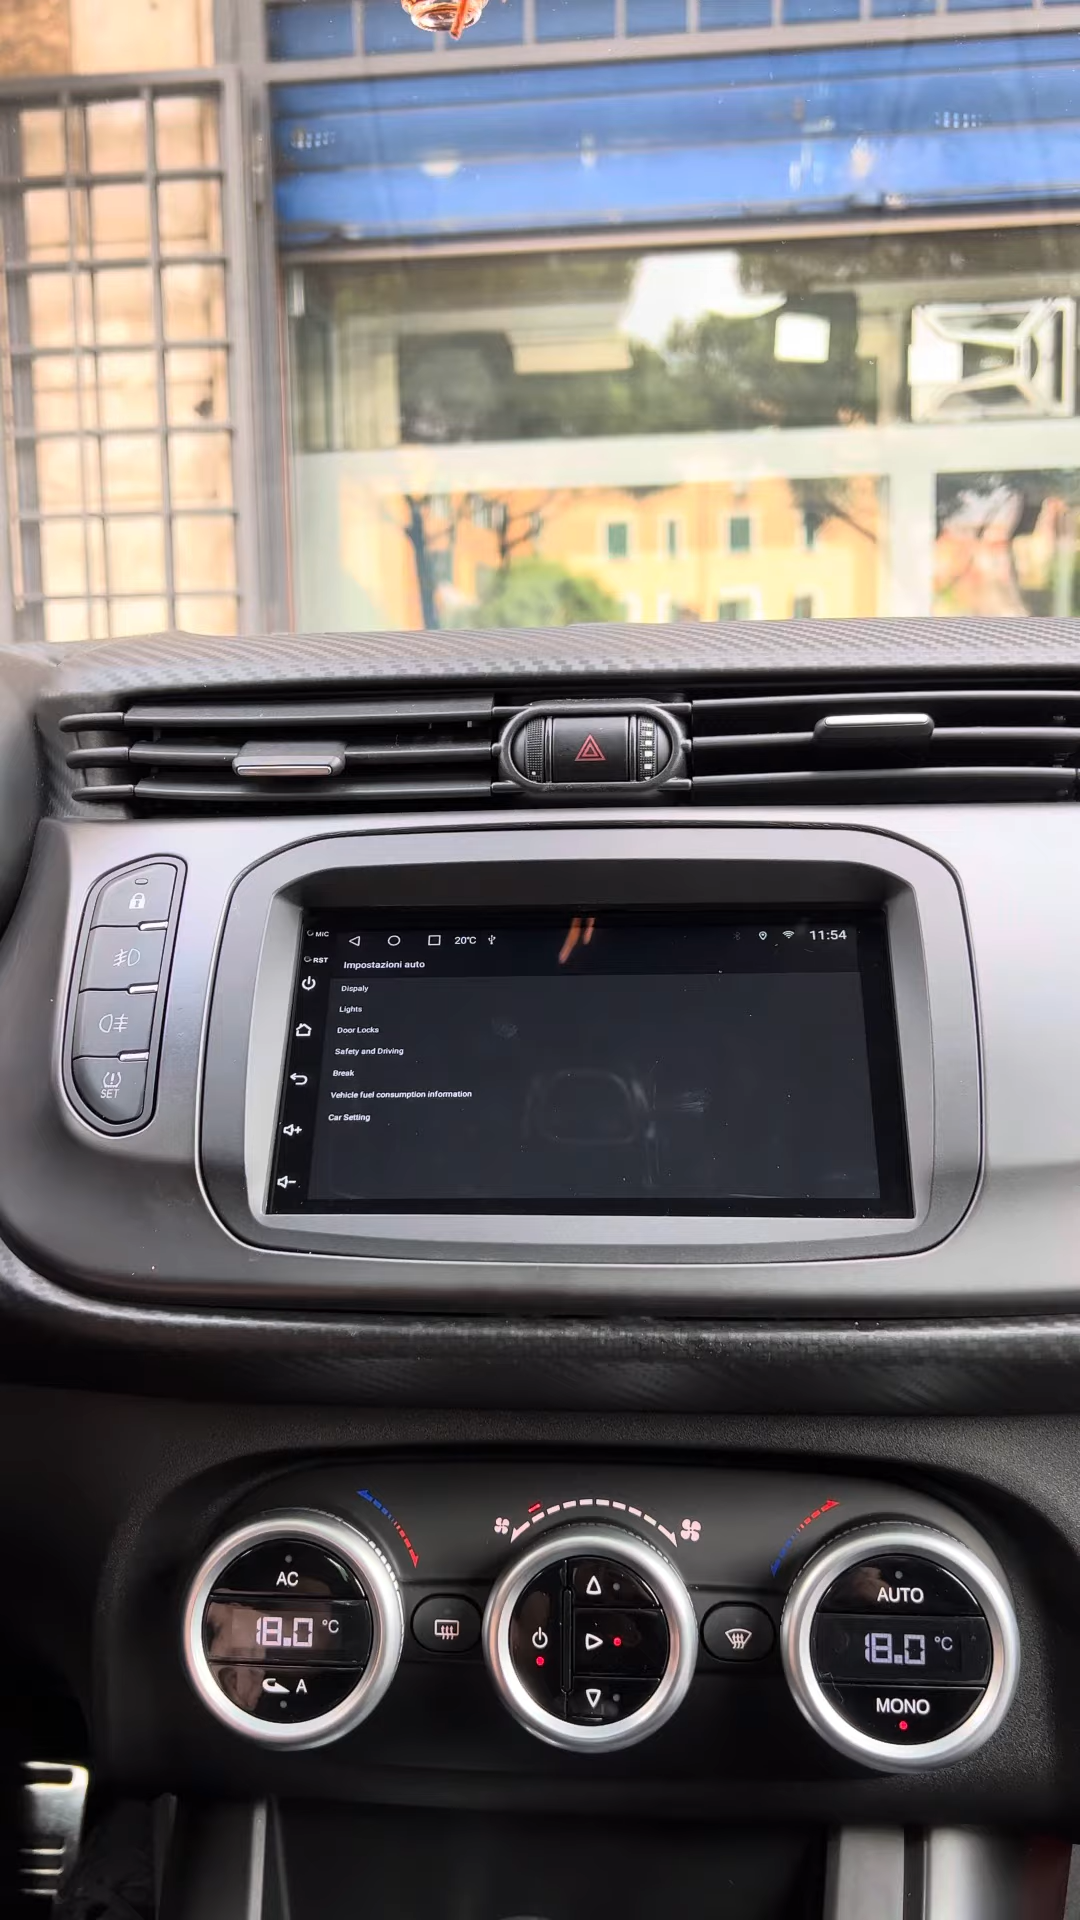 MIC
20°C
11:54
RST
Impostazioni auto
Dispaly
Lights
Door Locks
Safety and Driving
Break
Vehicle fuel consumption information
Car Setting
SET
AC
18.0 °C
A
AUTO
18.0 °C
MONO